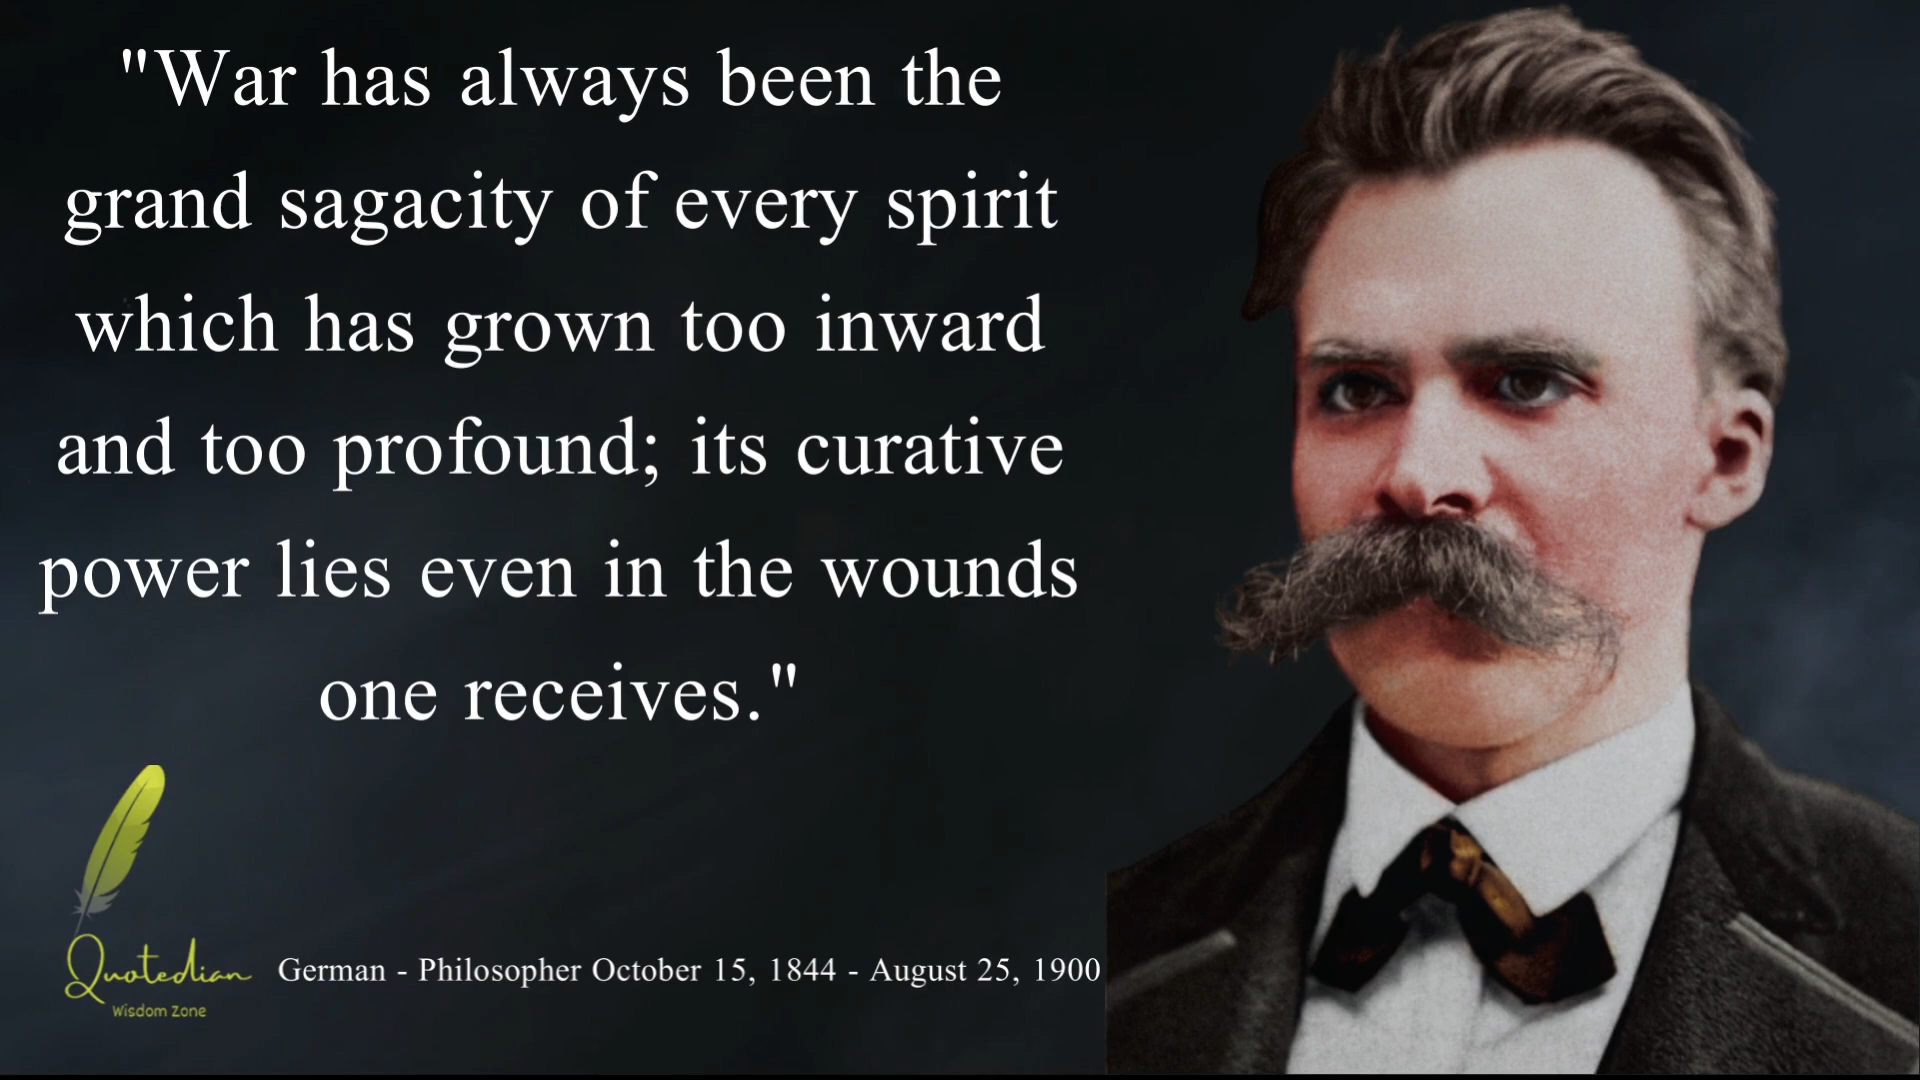 "War has always been the
grand sagacity of every spirit
which has grown too inward
and too profound; its curative
power lies even in the wounds
one receives."
Quotedian
Wisdom Zone
German - Philosopher October 15, 1844 - August 25, 1900